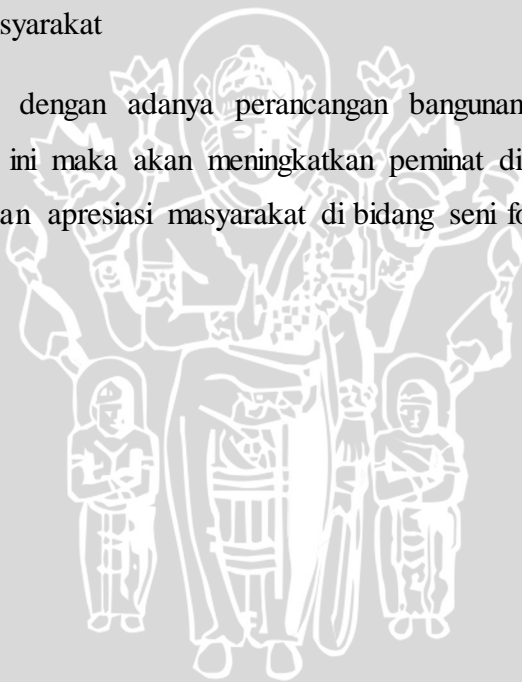 syarakat
dengan adanya perancangan bangunan
ini maka akan meningkatkan peminat di
an apresiasi masyarakat di bidang seni fo